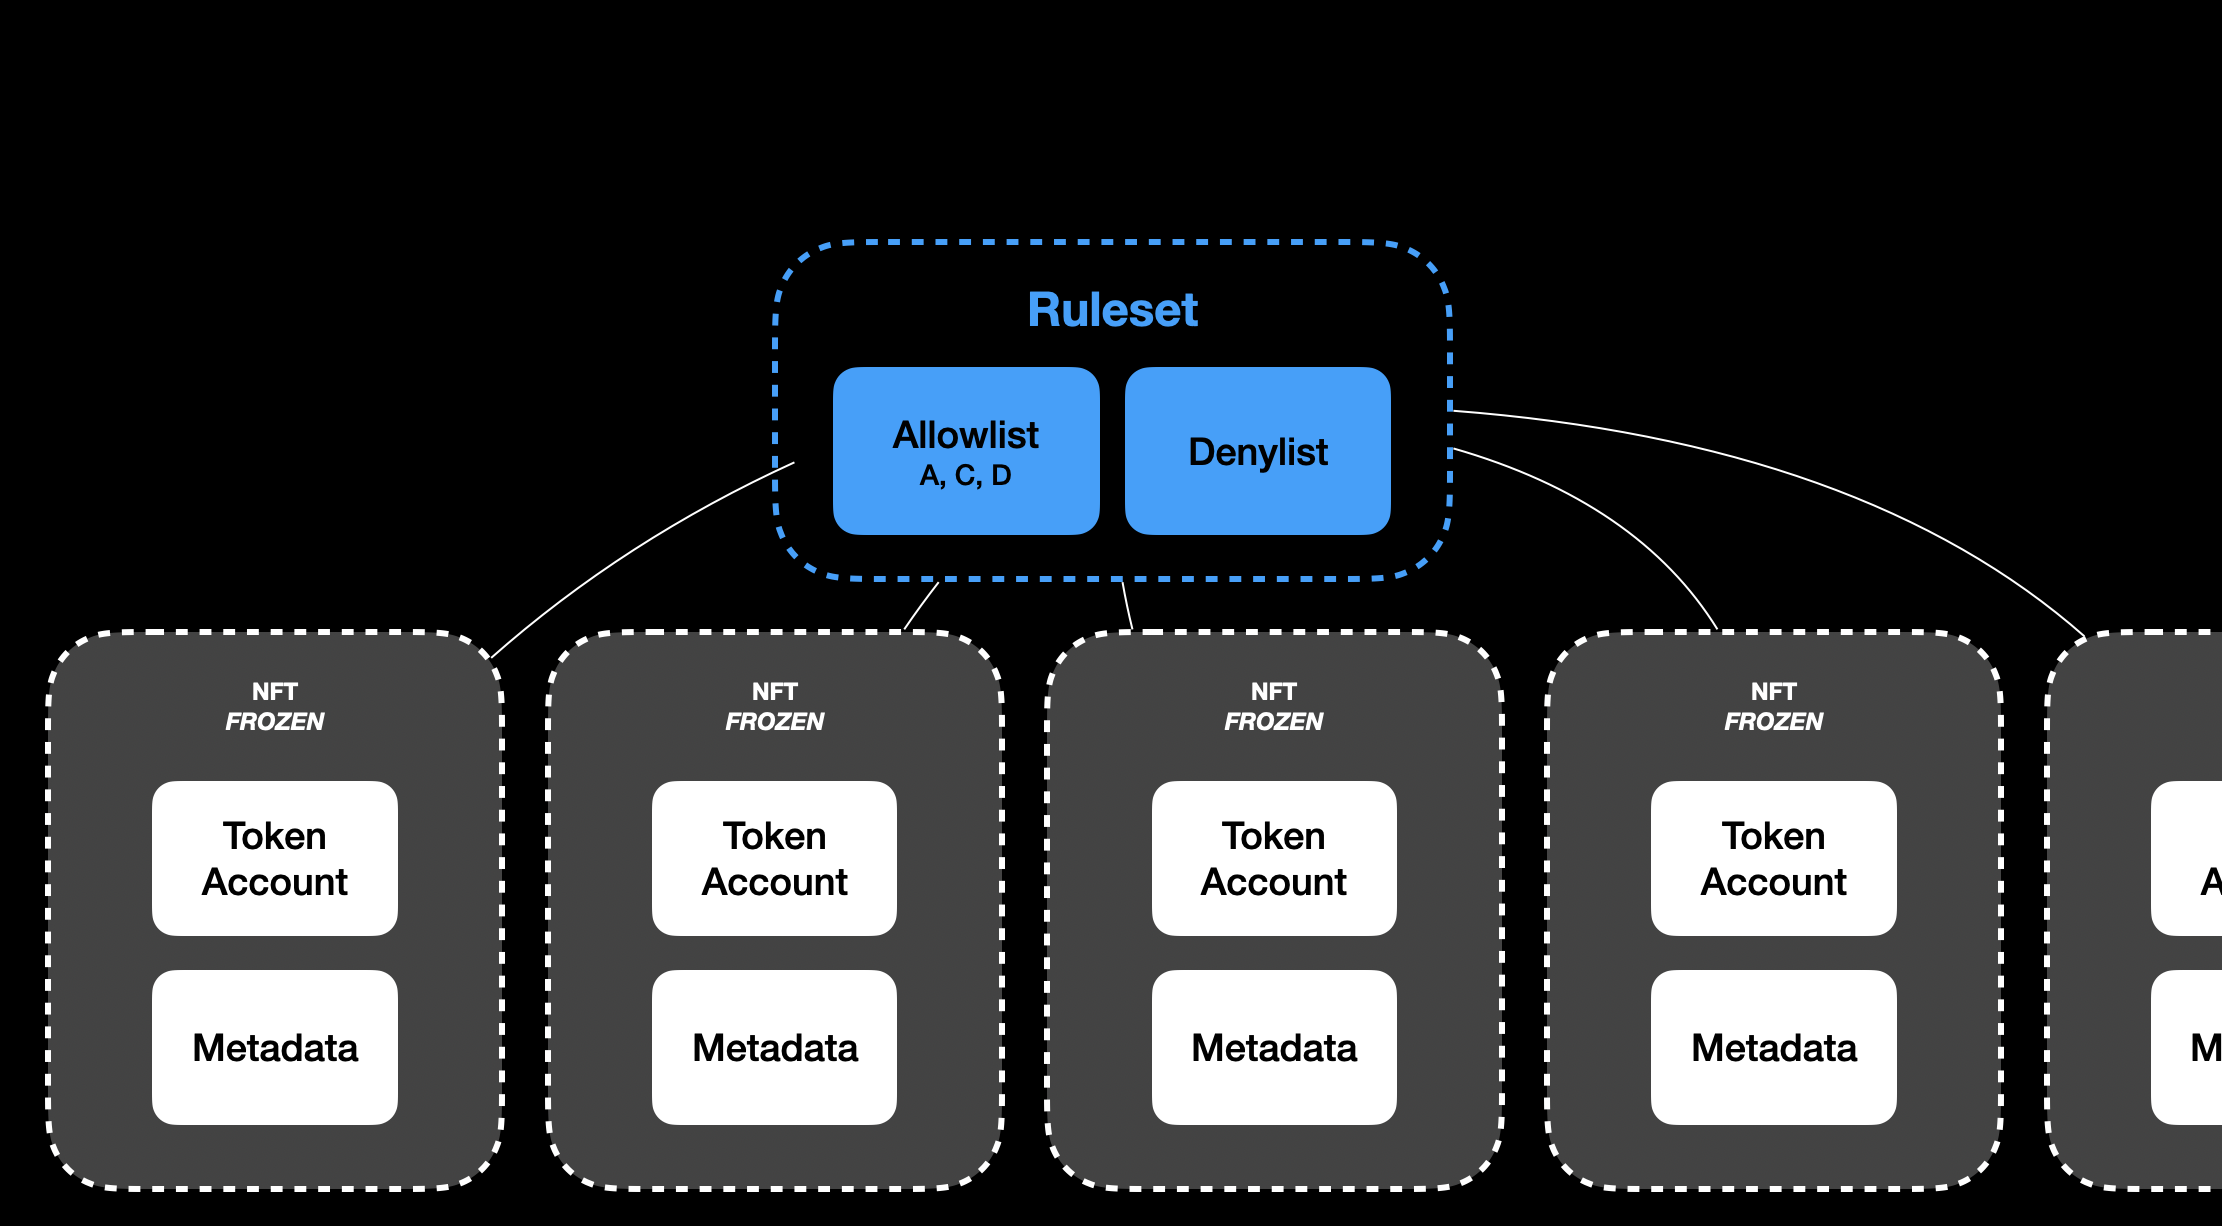 Ruleset
Allowlist
A, C, D
Denylist
NFT
FROZEN
Token
Account
Metadata
NFT
FROZEN
Token
Account
Metadata
NFT
FROZEN
Token
Account
Metadata
NFT
FROZEN
Token
Account
Metadata